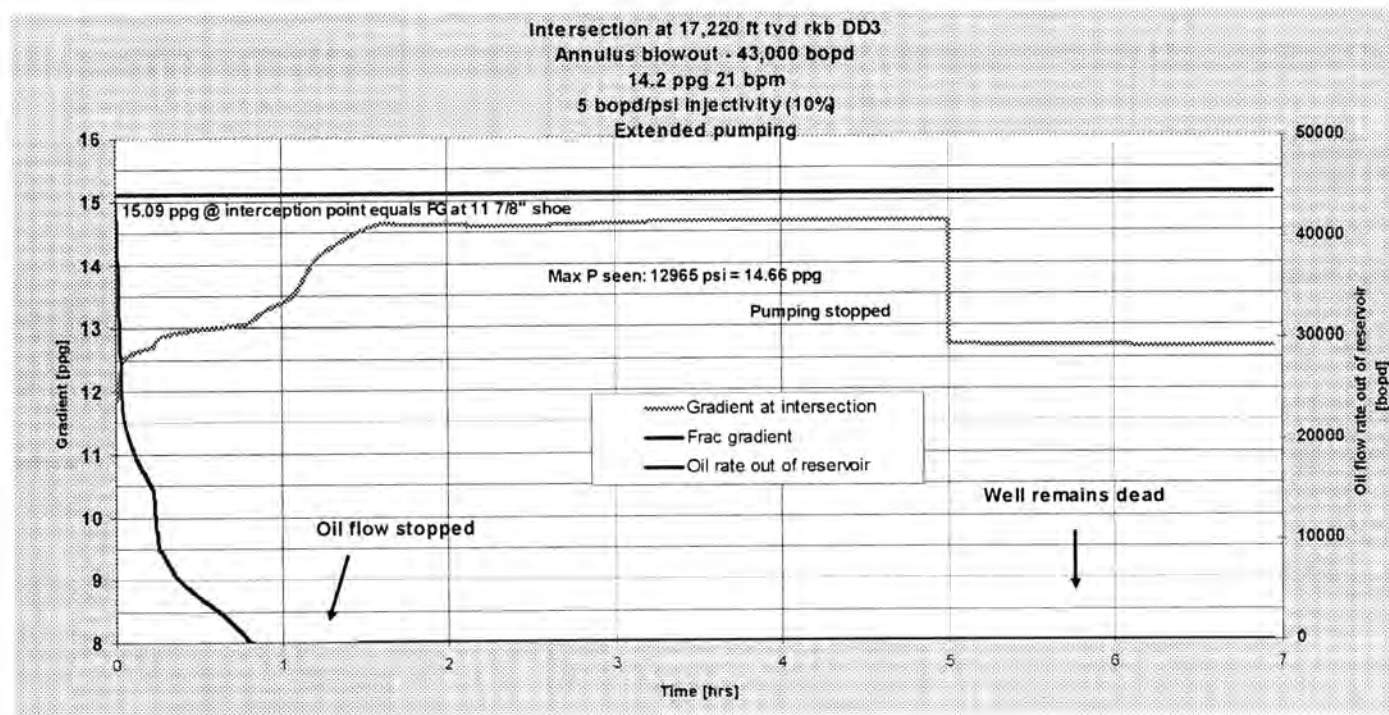 Intersection at 17,220 ft tvd rkb DD3
Annulus blowout - 43,000 bopd
14.2 ppg 21 bpm
5 bopd/psi injectivity (10%)
Extended pumping
16
15
14
13
12
11
10
9
8
Gradient [ppg]
50000
40000
30000
20000
10000
0
Oil flow rate out of reservoir
[bopd]
15.09 ppg @ interception point equals FG at 11 7/8" shoe
Max P seen: 12965 psi = 14.66 ppg
Pumping stopped
Gradient at intersection
Frac gradient
Oil rate out of reservoir
Oil flow stopped
Well remains dead
0
1
2
3
4
5
6
7
Time [hrs]